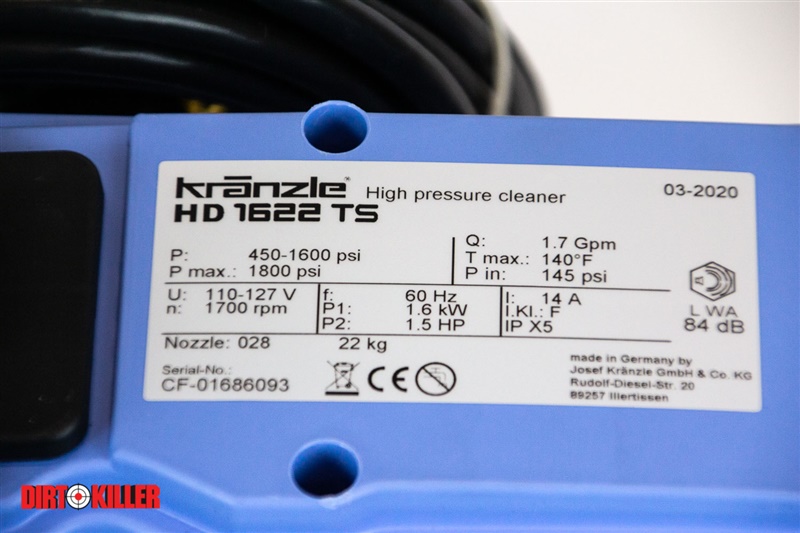 Kränzle® High pressure cleaner 03-2020
HD 1622 TS
P: 450-1600 psi
P max.: 1800 psi
Q: 1.7 Gpm
T max.: 140°F
P in: 145 psi
U: 110-127 V
n: 1700 rpm
f: 60 Hz
P1: 1.6 kW
P2: 1.5 HP
I: 14 A
I.Kl.: F
IP X5
L WA
84 dB
Nozzle: 028 22 kg
Serial-No.:
CF-01686093
CE
made in Germany by
Josef Kränzle GmbH & Co. KG
Rudolf-Diesel-Str. 20
89257 Illertissen
DIRT KILLER